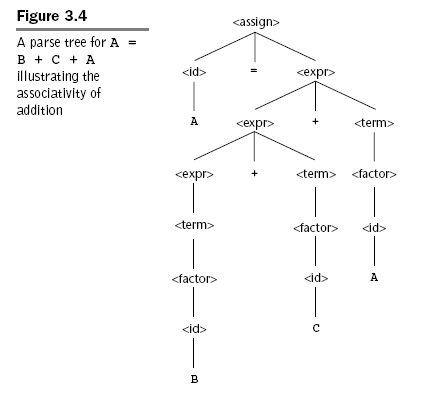 Figure 3.4
A parse tree for A =
B + C + A
illustrating the
associativity of
addition
<assign>
<id> = <expr>
A <expr> + <term>
<expr> + <term> <factor>
<term> <factor> <id>
<factor> <id> A
<id> C
B